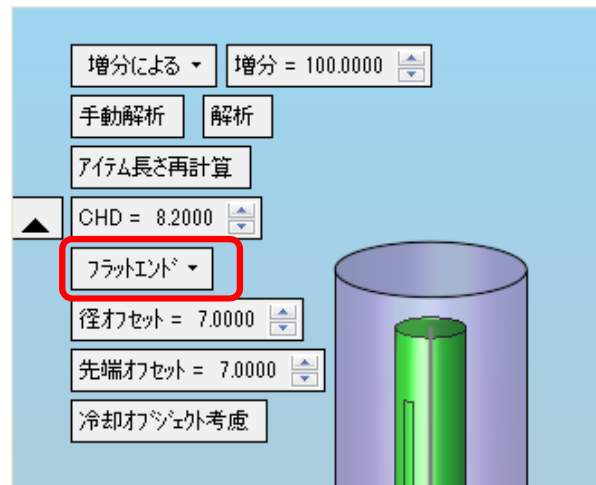 増分による 増分 = 100.0000
手動解析 解析
ｱｲﾃﾑ長さ再計算
CHD = 8.2000
ﾌﾗｯﾄｴﾝﾄﾞ
径ｵﾌｾｯﾄ = 7.0000
先端ｵﾌｾｯﾄ = 7.0000
冷却ｵﾌﾞｼﾞｪｸﾄ考慮